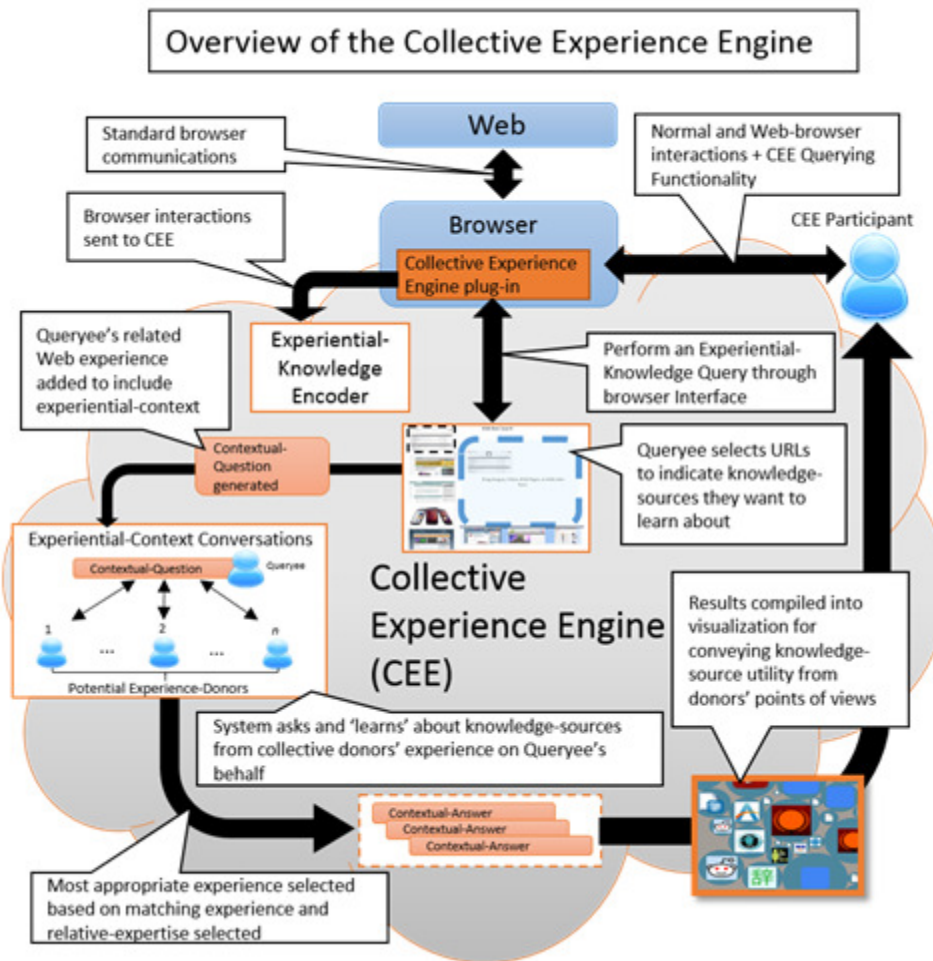 Overview of the Collective Experience Engine
Web
Standard browser
communications
Normal and Web-browser
interactions + CEE Querying
Functionality
Browser interactions
sent to CEE
Browser
CEE Participant
Collective Experience
Engine plug-in
Experiential-
Knowledge
Encoder
Queryee's related
Web experience
added to include
experiential-context
Perform an Experiential-
Knowledge Query through
browser Interface
Contextual-
Question
generated
Queryee selects URLs
to indicate knowledge-
sources they want to
learn about
Experiential-Context Conversations
Contextual-Question
Queryee
1
2
n
...
...
Potential Experience-Donors
Collective
Experience Engine
(CEE)
Results compiled into
visualization for
conveying knowledge-
source utility from
donors' points of views
System asks and 'learns' about knowledge-sources
from collective donors' experience on Queryee's
behalf
Contextual-Answer
Contextual-Answer
Contextual-Answer
辞
Most appropriate experience selected
based on matching experience and
relative-expertise selected